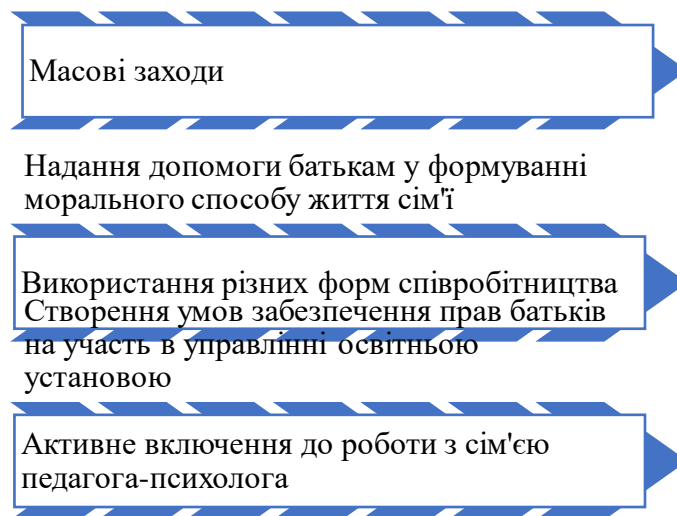 Масові заходи
Надання допомоги батькам у формуванні
морального способу життя сім'ї
Використання різних форм співробітництва
Створення умов забезпечення прав батьків
на участь в управлінні освітньою
установою
Активне включення до роботи з сім'єю
педагога-психолога